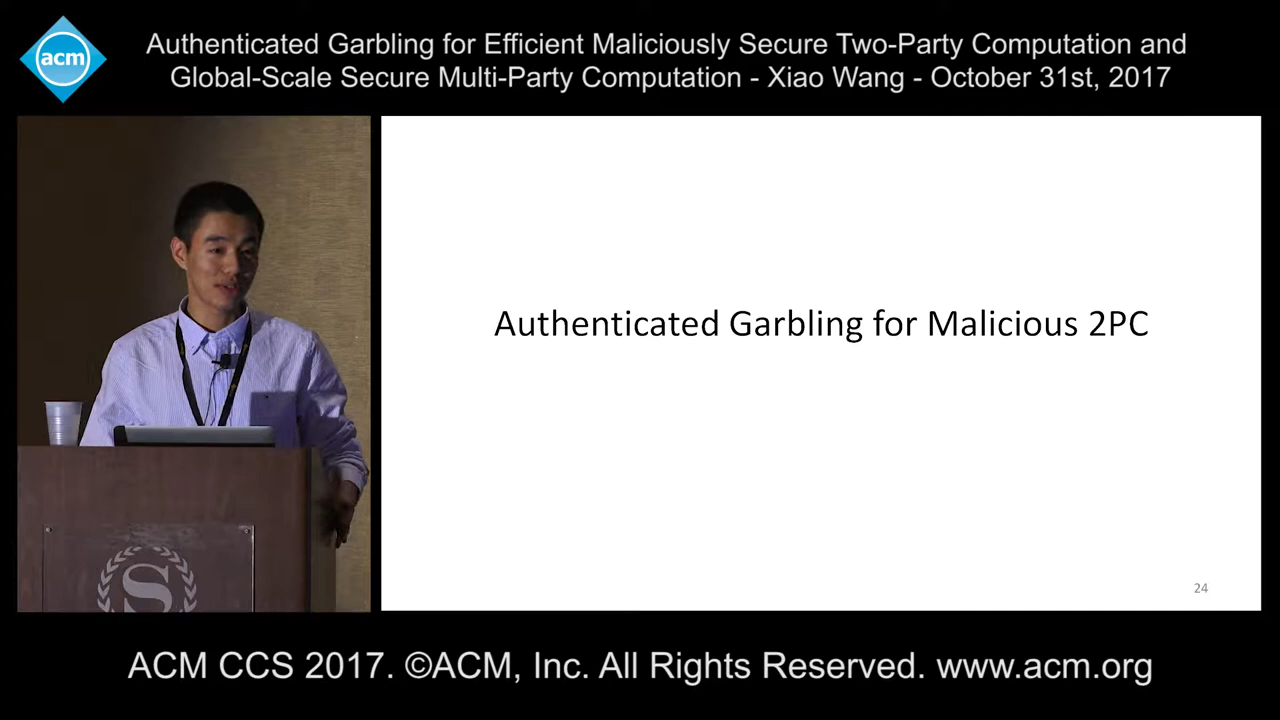 acm
Authenticated Garbling for Efficient Maliciously Secure Two-Party Computation and
Global-Scale Secure Multi-Party Computation - Xiao Wang - October 31st, 2017
Authenticated Garbling for Malicious 2PC
24
S
ACM CCS 2017. ©ACM, Inc. All Rights Reserved. www.acm.org